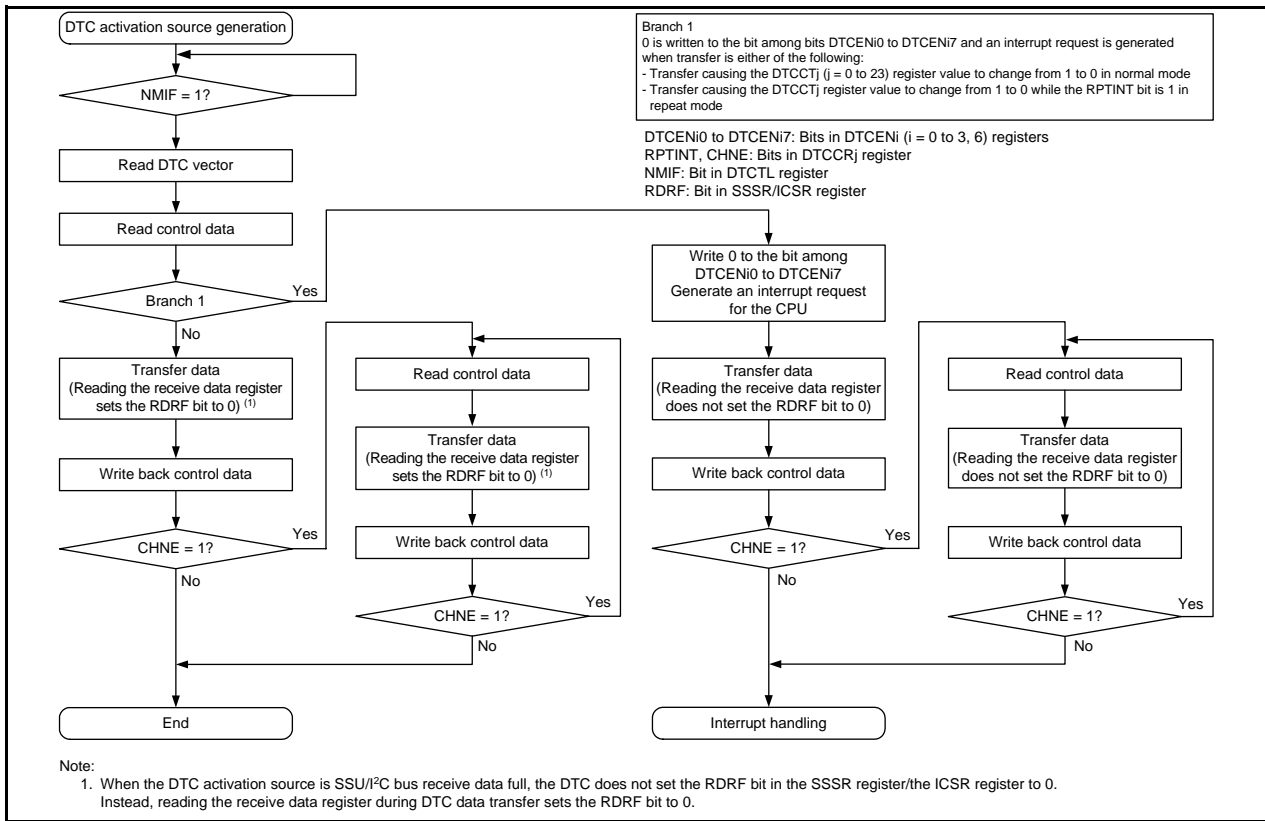 DTC activation source generation
NMIF = 1?
Read DTC vector
Read control data
Branch 1
Yes
No
Transfer data
(Reading the receive data register
sets the RDRF bit to 0) (1)
Write back control data
CHNE = 1?
Yes
No
End
Read control data
Transfer data
(Reading the receive data register
sets the RDRF bit to 0) (1)
Write back control data
CHNE = 1?
Yes
No
Branch 1
0 is written to the bit among bits DTCENi0 to DTCENi7 and an interrupt request is generated
when transfer is either of the following:
- Transfer causing the DTCCTj (j = 0 to 23) register value to change from 1 to 0 in normal mode
- Transfer causing the DTCCTj register value to change from 1 to 0 while the RPTINT bit is 1 in
repeat mode
DTCENi0 to DTCENi7: Bits in DTCENi (i = 0 to 3, 6) registers
RPTINT, CHNE: Bits in DTCCRj register
NMIF: Bit in DTCTL register
RDRF: Bit in SSSR/ICSR register
Write 0 to the bit among
DTCENi0 to DTCENi7
Generate an interrupt request
for the CPU
Transfer data
(Reading the receive data register
does not set the RDRF bit to 0)
Write back control data
CHNE = 1?
Yes
No
Interrupt handling
Read control data
Transfer data
(Reading the receive data register
does not set the RDRF bit to 0)
Write back control data
CHNE = 1?
Yes
No
Note:
1. When the DTC activation source is SSU/I²C bus receive data full, the DTC does not set the RDRF bit in the SSSR register/the ICSR register to 0.
Instead, reading the receive data register during DTC data transfer sets the RDRF bit to 0.